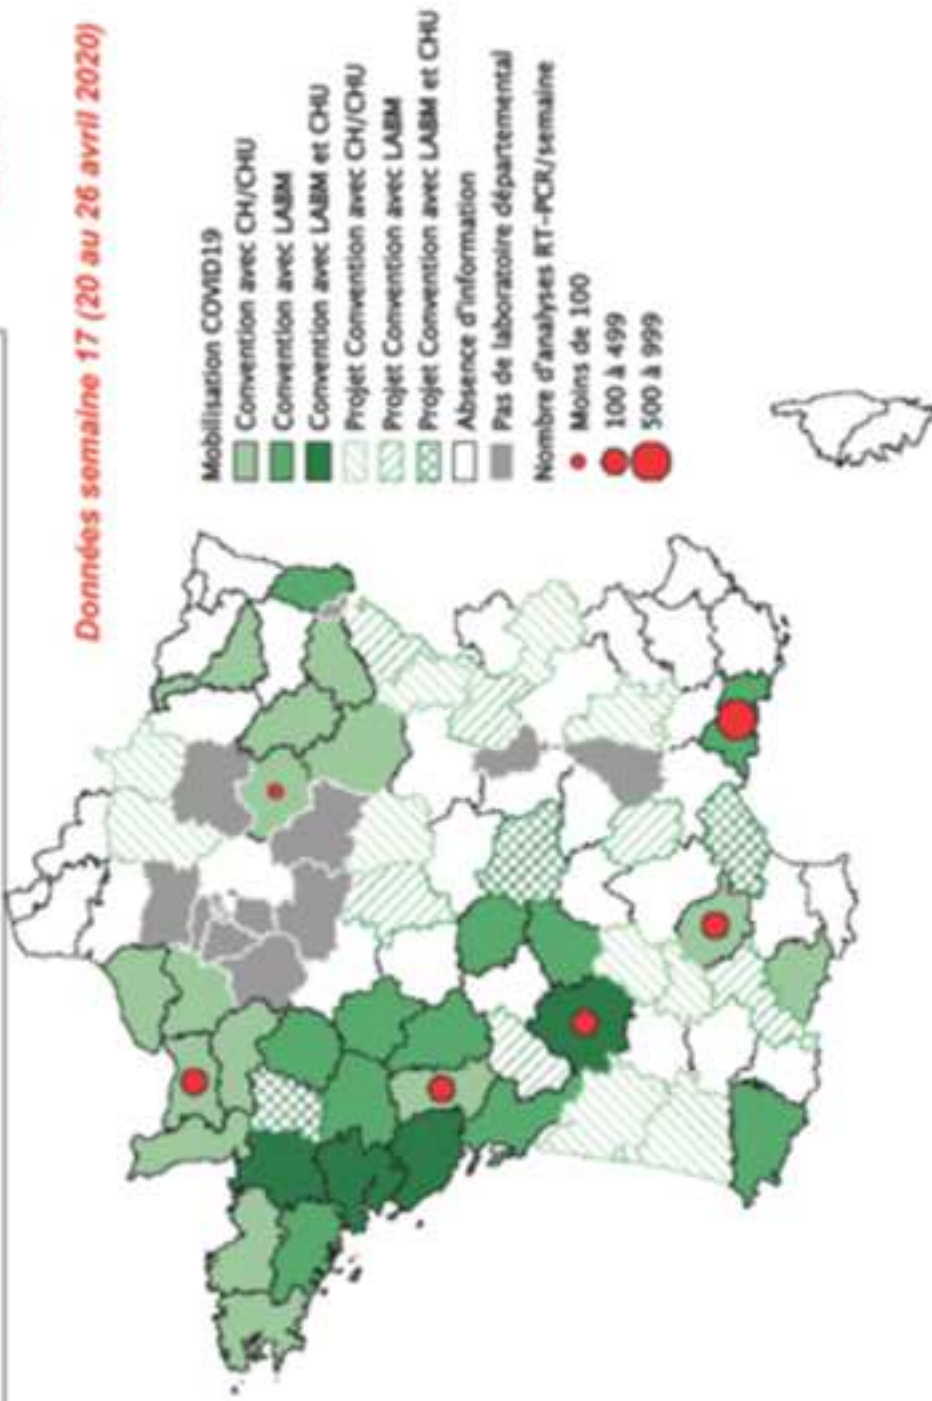 Données semaine 17 (20 au 26 avril 2020)
Mobilisation COVID19
Convention avec CH/CHU
Convention avec LABM
Convention avec LABM et CHU
Projet Convention avec CH/CHU
Projet Convention avec LABM
Projet Convention avec LABM et CHU
Absence d'information
Pas de laboratoire départemental
Nombre d'analyses RT-PCR/semaine
Moins de 100
100 à 499
500 à 999